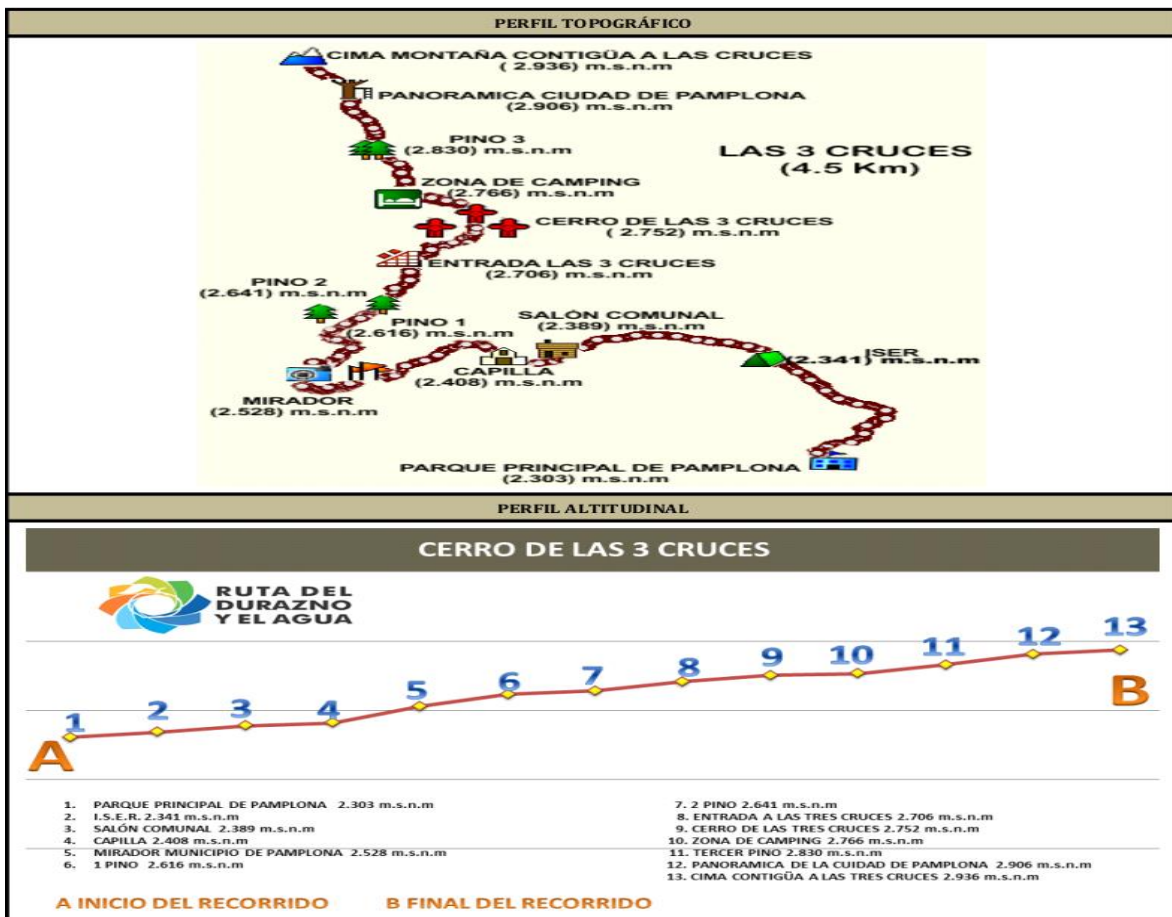 PERFIL TOPOGRÁFICO
CIMA MONTAÑA CONTIGÜA A LAS CRUCES
( 2.936) m.s.n.m
PANORAMICA CIUDAD DE PAMPLONA
(2.906) m.s.n.m
PINO 3
(2.830) m.s.n.m
LAS 3 CRUCES
(4.5 Km)
ZONA DE CAMPING
(2.766) m.s.n.m
CERRO DE LAS 3 CRUCES
( 2.752) m.s.n.m
ENTRADA LAS 3 CRUCES
(2.706) m.s.n.m
PINO 2
(2.641) m.s.n.m
PINO 1
(2.616) m.s.n.m
SALÓN COMUNAL
(2.389) m.s.n.m
ISER
(2.341) m.s.n.m
CAPILLA
(2.408) m.s.n.m
MIRADOR
(2.528) m.s.n.m
PARQUE PRINCIPAL DE PAMPLONA
(2.303) m.s.n.m
PERFIL ALTITUDINAL
CERRO DE LAS 3 CRUCES
RUTA DEL
DURAZNO
Y EL AGUA
1 2 3 4 5 6 7 8 9 10 11 12 13
A
B
1. PARQUE PRINCIPAL DE PAMPLONA 2.303 m.s.n.m
2. I.S.E.R. 2.341 m.s.n.m
3. SALÓN COMUNAL 2.389 m.s.n.m
4. CAPILLA 2.408 m.s.n.m
5. MIRADOR MUNICIPIO DE PAMPLONA 2.528 m.s.n.m
6. 1 PINO 2.616 m.s.n.m
7. 2 PINO 2.641 m.s.n.m
8. ENTRADA A LAS TRES CRUCES 2.706 m.s.n.m
9. CERRO DE LAS TRES CRUCES 2.752 m.s.n.m
10. ZONA DE CAMPING 2.766 m.s.n.m
11. TERCER PINO 2.830 m.s.n.m
12. PANORAMICA DE LA CUIDAD DE PAMPLONA 2.906 m.s.n.m
13. CIMA CONTIGÜA A LAS TRES CRUCES 2.936 m.s.n.m
A INICIO DEL RECORRIDO B FINAL DEL RECORRIDO